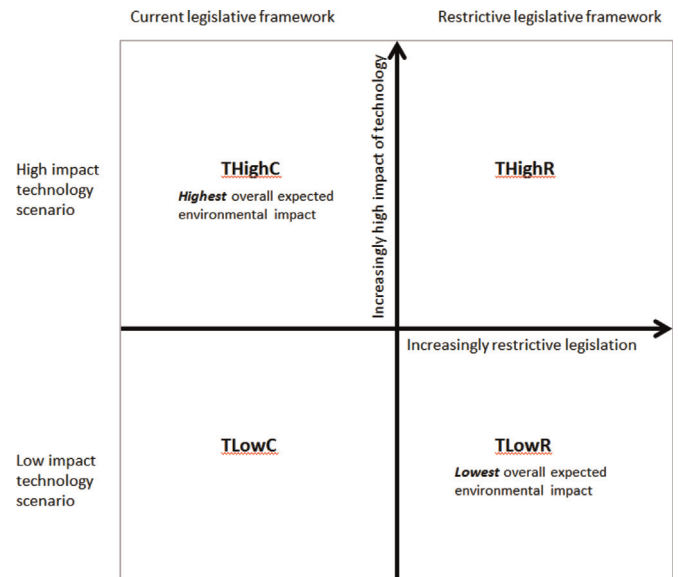 Current legislative framework
Restrictive legislative framework
Increasingly high impact of technology
High impact
technology
scenario
THighC
Highest overall expected
environmental impact
THighR
Increasingly restrictive legislation
Low impact
technology
scenario
TLowC
TLowR
Lowest overall expected
environmental impact